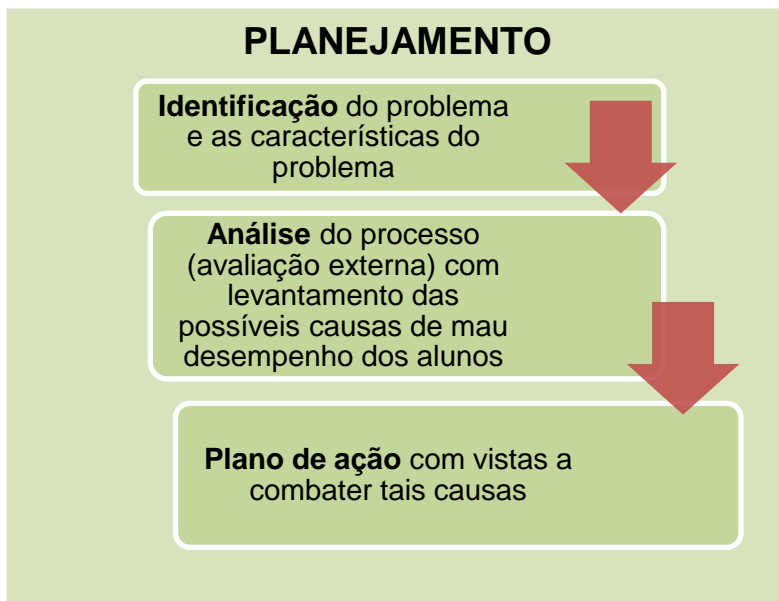 PLANEJAMENTO
Identificação do problema
e as características do
problema
Análise do processo
(avaliação externa) com
levantamento das
possíveis causas de mau
desempenho dos alunos
Plano de ação com vistas a
combater tais causas